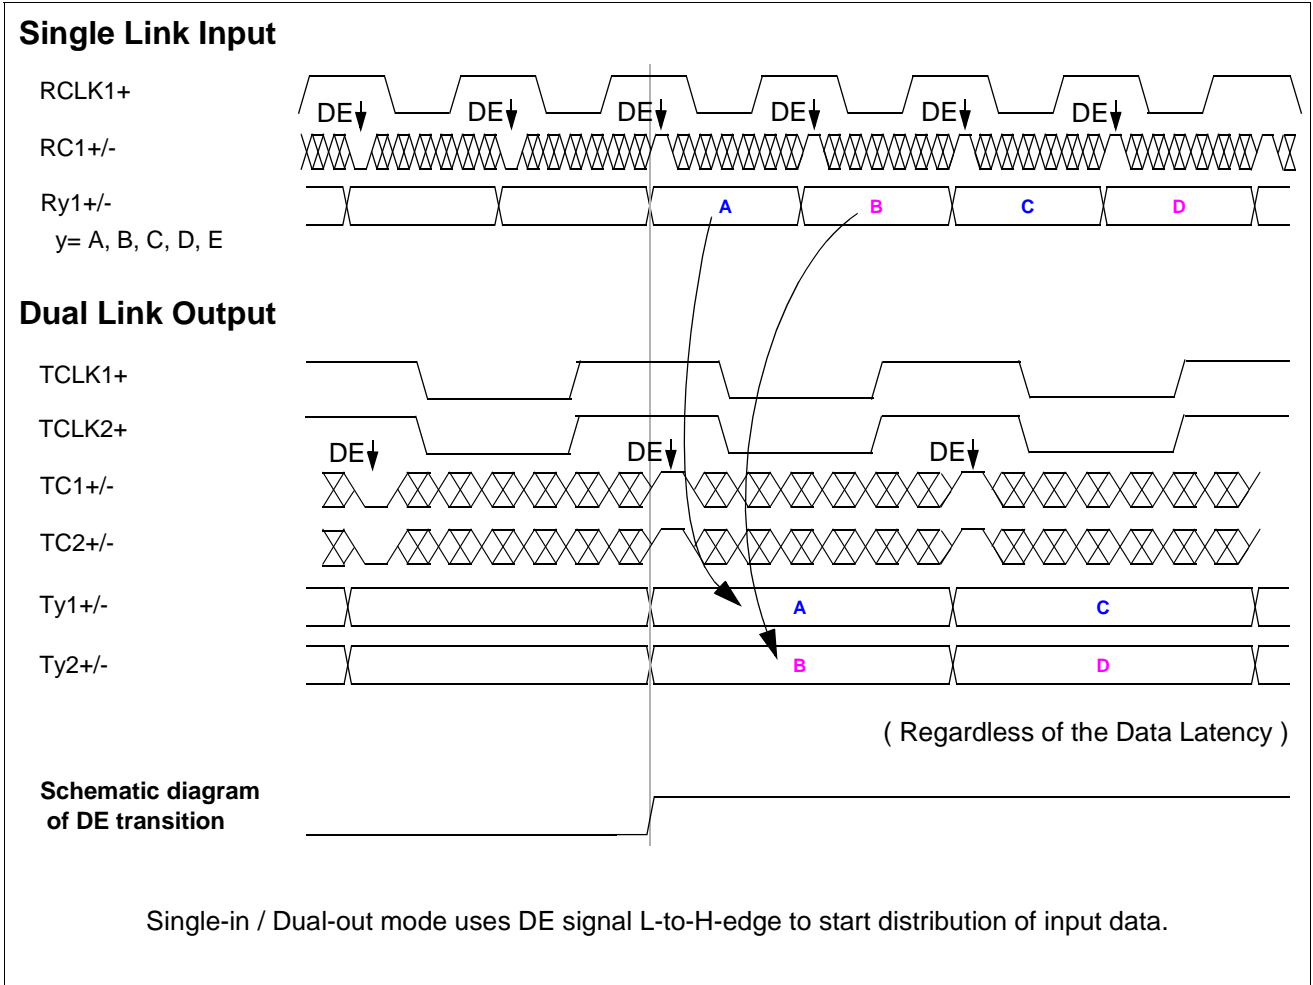 Single Link Input
RCLK1+
DE DE DE DE DE DE
RC1+/-
Ry1+/- A B C D
y= A, B, C, D, E
Dual Link Output
TCLK1+
TCLK2+
DE DE DE
TC1+/-
TC2+/-
Ty1+/- A C
Ty2+/- B D
( Regardless of the Data Latency )
Schematic diagram
of DE transition
Single-in / Dual-out mode uses DE signal L-to-H-edge to start distribution of input data.